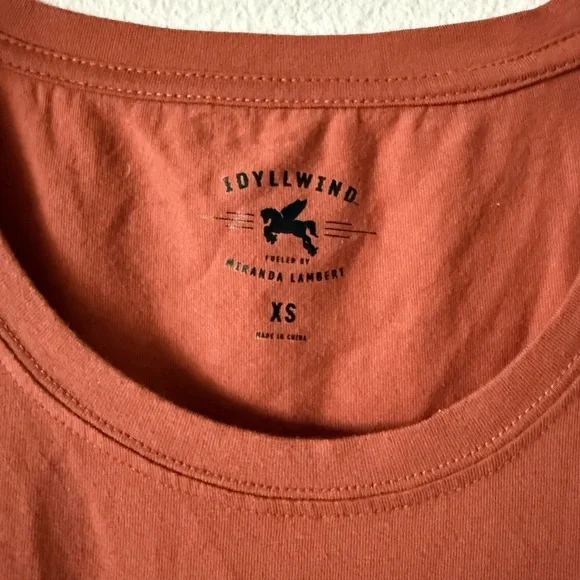 IDYLLWIND
FUELED BY
MIRANDA LAMBERT
XS
MADE IN CHINA